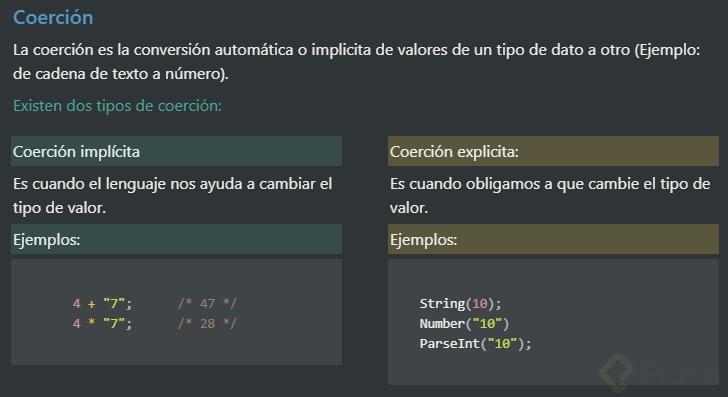 Coerción
La coerción es la conversión automática o implicita de valores de un tipo de dato a otro (Ejemplo:
de cadena de texto a número).
Existen dos tipos de coerción:
Coerción implícita
Es cuando el lenguaje nos ayuda a cambiar el
tipo de valor.
Ejemplos:
4 + "7"; /* 47 */
4 * "7"; /* 28 */
Coerción explicita:
Es cuando obligamos a que cambie el tipo de
valor.
Ejemplos:
String(10);
Number("10")
ParseInt("10");